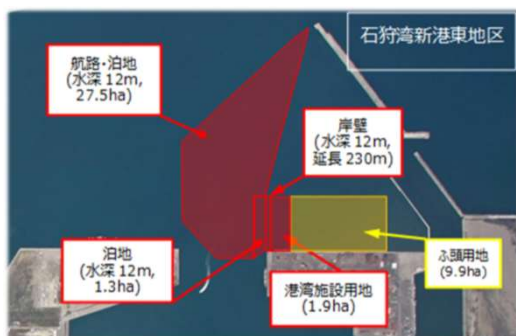 石狩湾新港東地区
航路・泊地
(水深 12m,
27.5ha)
岸壁
(水深 12m,
延長 230m)
泊地
(水深 12m,
1.3ha)
港湾施設用地
(1.9ha)
ふ頭用地
(9.9ha)